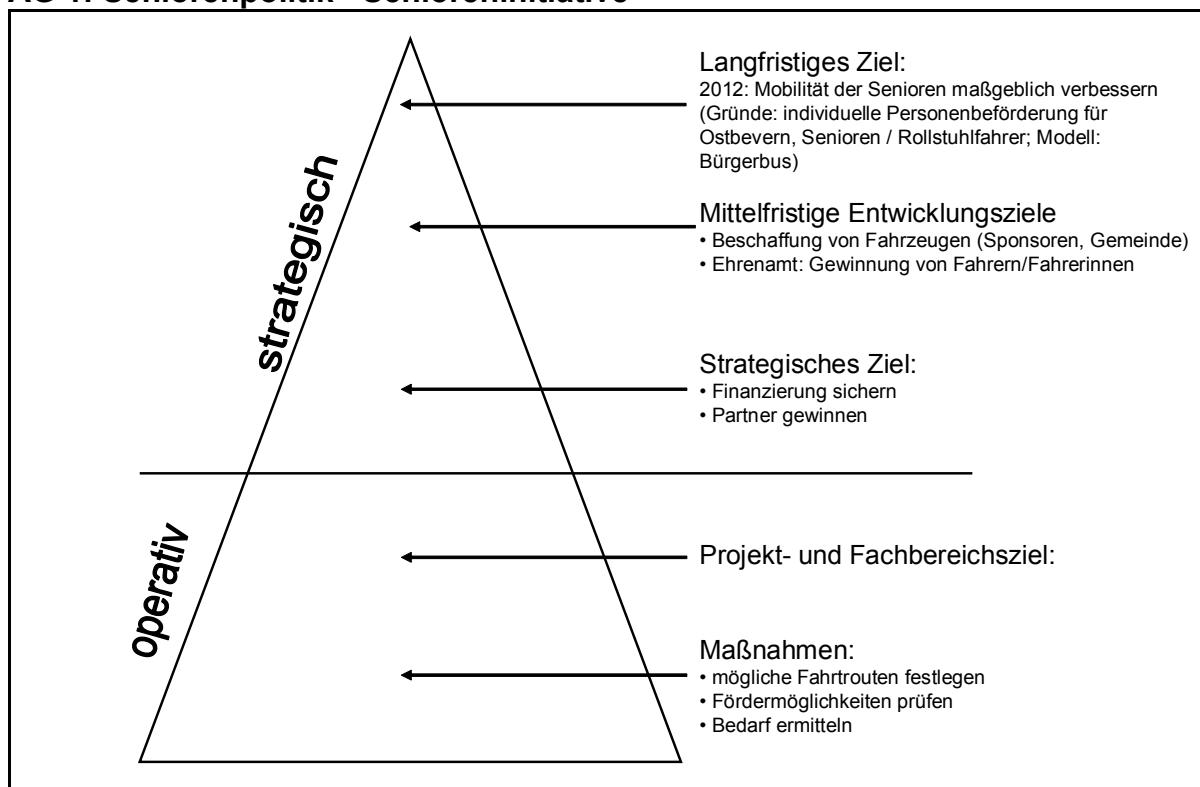 Langfristiges Ziel:
2012: Mobilität der Senioren maßgeblich verbessern
(Gründe: individuelle Personenbeförderung für
Ostbevern, Senioren / Rollstuhlfahrer; Modell:
Bürgerbus)
strategisch
Mittelfristige Entwicklungsziele
• Beschaffung von Fahrzeugen (Sponsoren, Gemeinde)
• Ehrenamt: Gewinnung von Fahrern/Fahrerinnen
Strategisches Ziel:
• Finanzierung sichern
• Partner gewinnen
operativ
Projekt- und Fachbereichsziel:
Maßnahmen:
• mögliche Fahrtrouten festlegen
• Fördermöglichkeiten prüfen
• Bedarf ermitteln